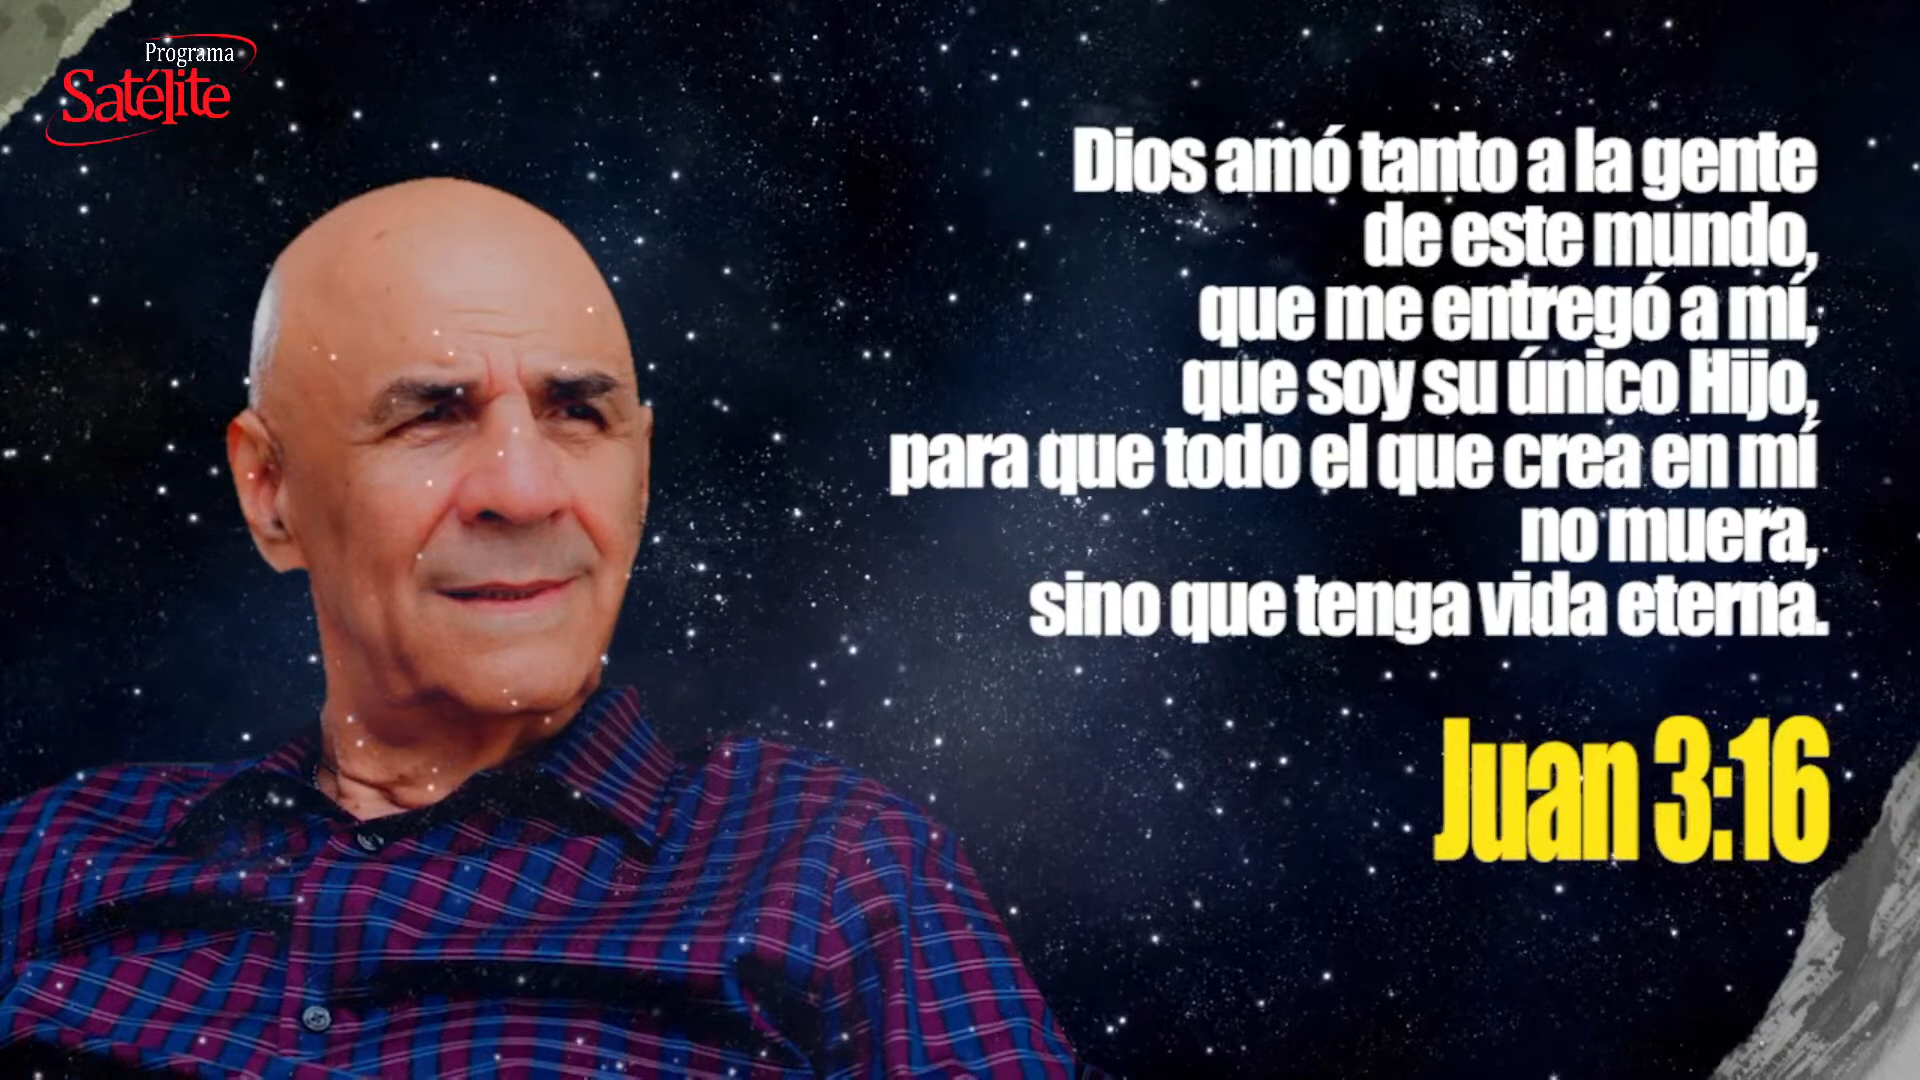 Programa
Satélite
Dios amó tanto a la gente
de este mundo,
que me entregó a mí,
que soy su único Hijo,
para que todo el que crea en mí
no muera,
sino que tenga vida eterna.
Juan 3:16